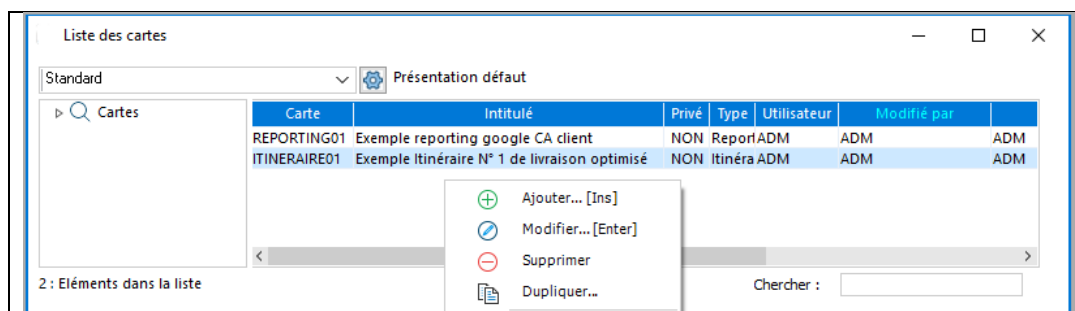 Liste des cartes
Standard Présentation défaut
Cartes
Carte Intitulé Privé Type Utilisateur Modifié par
REPORTING01 Exemple reporting google CA client NON Report ADM ADM ADM
ITINERAIRE01 Exemple Itinéraire N° 1 de livraison optimisé NON Itinéra ADM ADM ADM
Ajouter... [Ins]
Modifier... [Enter]
Supprimer
Dupliquer...
2 : Eléments dans la liste Chercher :